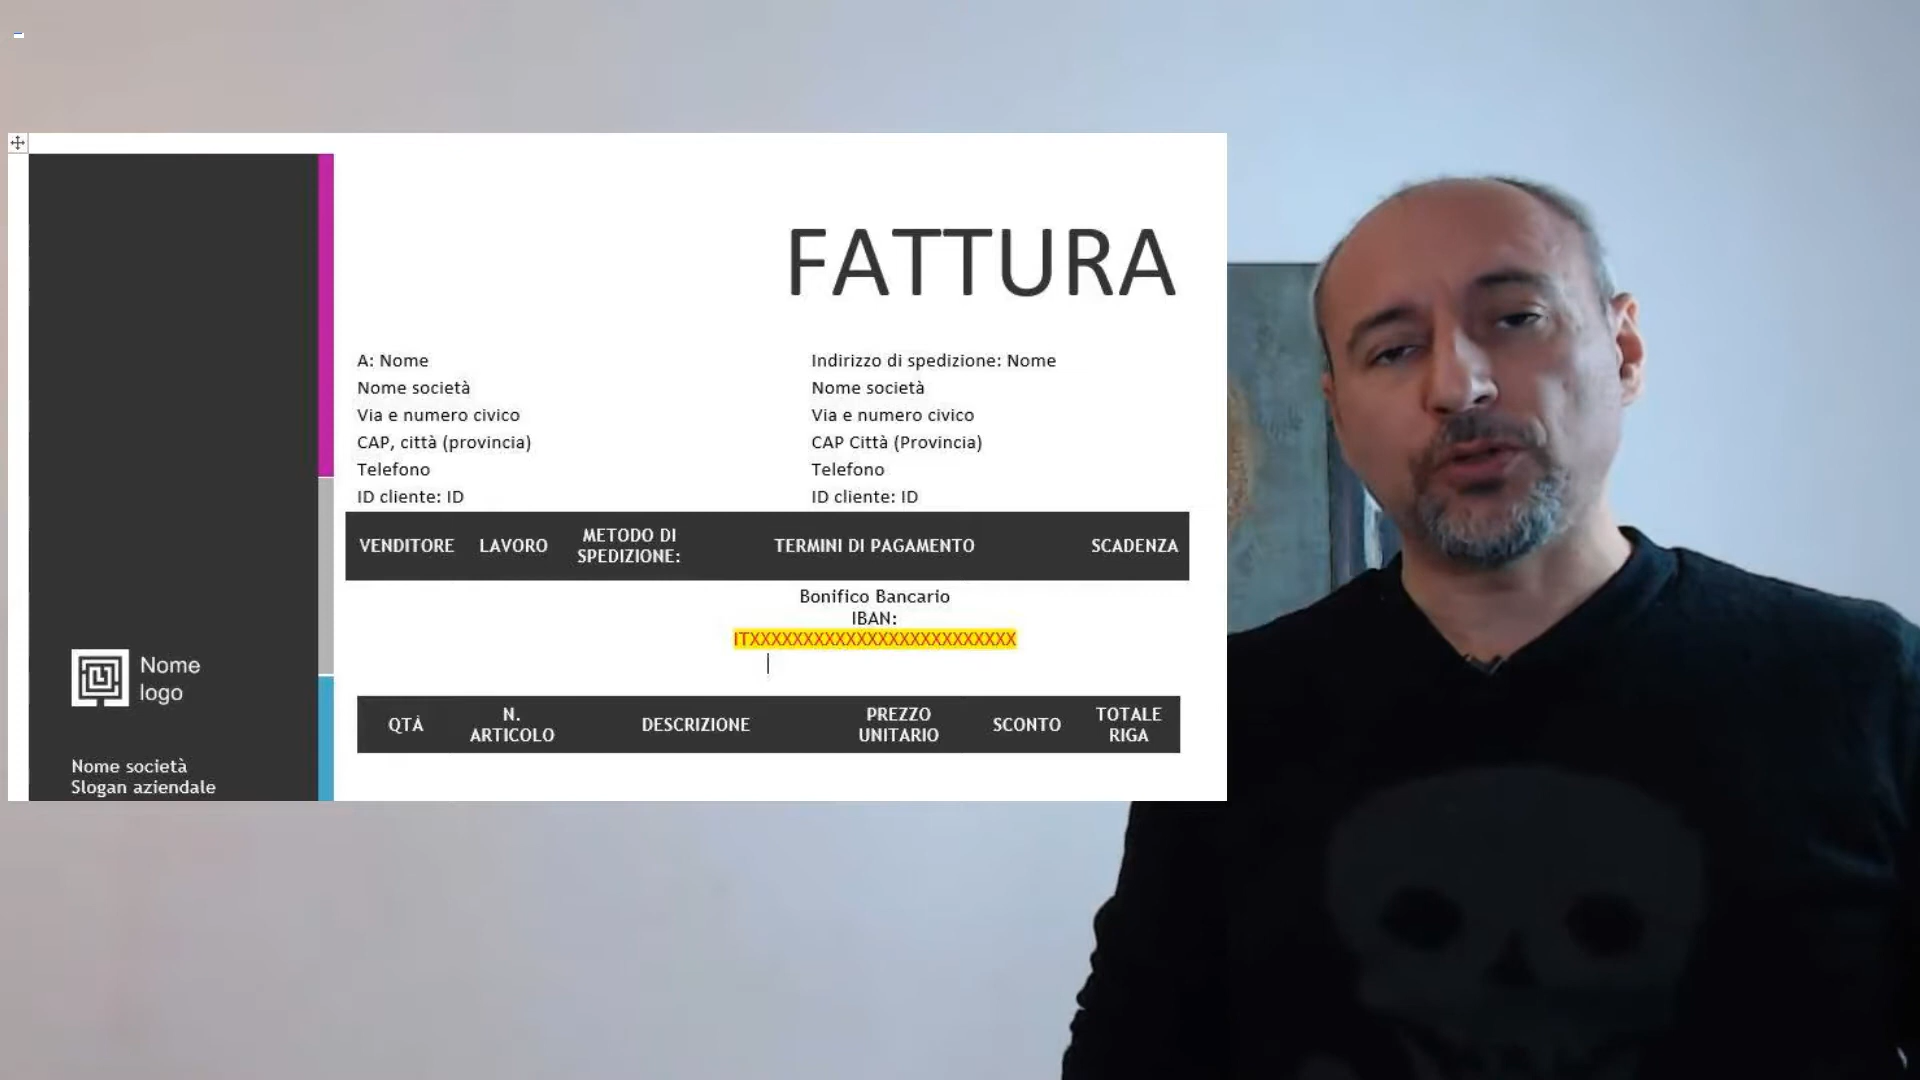 FATTURA
A: Nome
Nome società
Via e numero civico
CAP, città (provincia)
Telefono
ID cliente: ID
Indirizzo di spedizione: Nome
Nome società
Via e numero civico
CAP Città (Provincia)
Telefono
ID cliente: ID
VENDITORE LAVORO METODO DI SPEDIZIONE: TERMINI DI PAGAMENTO SCADENZA
Bonifico Bancario
IBAN:
ITXXXXXXXXXXXXXXXXXXXXXXXXX
QTÀ N. ARTICOLO DESCRIZIONE PREZZO UNITARIO SCONTO TOTALE RIGA
Nome
logo
Nome società
Slogan aziendale